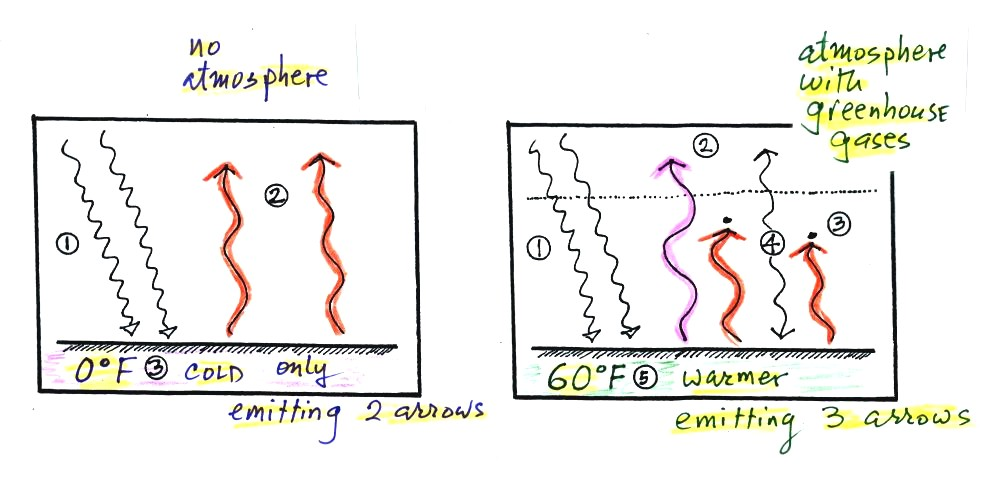 no
atmosphere
①
②
0°F ③ COLD only
emitting 2 arrows
atmosphere
with
greenhouse
gases
②
③
①
④
60°F ⑤ warmer
emitting 3 arrows